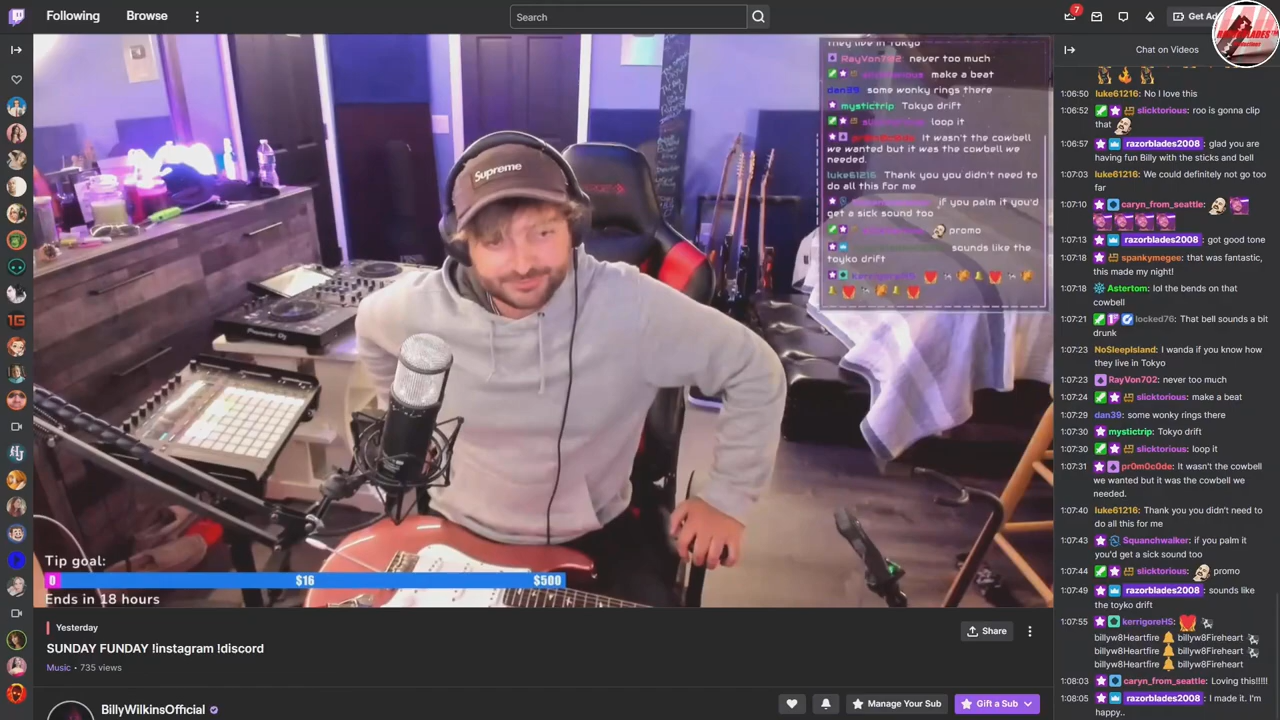 Following
Browse
Search
7
Get Ad
RAZORBLADES
Chat on Videos
they live in Tokyo
RayVon702 never too much
slicktorious make a beat
dan39 some wonky rings there
mystictrip Tokyo drift
loop it
It wasn't the cowbell
we wanted but it was the cowbell we
needed.
luke61216 Thank you you didn't need to
do all this for me
if you palm it you'd
get a sick sound too
promo
sounds like the
toyko drift
kerrigoreHS
Supreme
Pioneer DJ
Tip goal:
0
$16
$500
Ends in 18 hours
Yesterday
Share
SUNDAY FUNDAY !instagram !discord
Music • 735 views
BillyWilkinsOfficial
Manage Your Sub
Gift a Sub
1:06:50 luke61216: No I love this
1:06:52 slicktorious: roo is gonna clip
that
1:06:57 razorblades2008: glad you are
having fun Billy with the sticks and bell
1:07:03 luke61216: We could definitely not go too
far
1:07:10 caryn_from_seattle:
1:07:13 razorblades2008: got good tone
1:07:18 spankymegee: that was fantastic,
this made my night!
1:07:18 Astertom: lol the bends on that
cowbell
1:07:21 locked76: That bell sounds a bit
drunk
1:07:23 NoSleepIsland: I wanda if you know how
they live in Tokyo
1:07:23 RayVon702: never too much
1:07:24 slicktorious: make a beat
1:07:29 dan39: some wonky rings there
1:07:30 mystictrip: Tokyo drift
1:07:30 slicktorious: loop it
1:07:31 pr0m0c0de: It wasn't the cowbell
we wanted but it was the cowbell we
needed.
1:07:40 luke61216: Thank you you didn't need to
do all this for me
1:07:43 Squanchwalker: if you palm it
you'd get a sick sound too
1:07:44 slicktorious: promo
1:07:49 razorblades2008: sounds like
the toyko drift
1:07:55 kerrigoreHS:
billyw8Heartfire billyw8Fireheart
billyw8Heartfire billyw8Fireheart
billyw8Heartfire billyw8Fireheart
1:08:03 caryn_from_seattle: Loving this!!!!!
1:08:05 razorblades2008: I made it. I'm
happy..